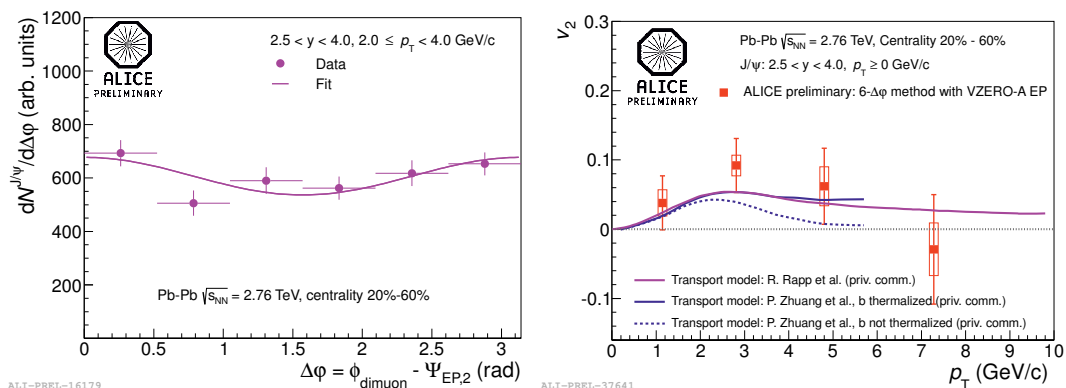 dN^{J/ψ}/dΔφ (arb. units)
1200
1000
800
600
400
200
ALICE
PRELIMINARY
2.5 < y < 4.0, 2.0 ≤ p_T < 4.0 GeV/c
Data
Fit
Pb-Pb √s_NN = 2.76 TeV, centrality 20%-60%
0 0.5 1 1.5 2 2.5 3
Δφ = ϕ_dimuon - Ψ_EP,2 (rad)
ALI-PREL-16179
v_2
0.3
0.2
0.1
0
-0.1
ALICE
PRELIMINARY
Pb-Pb √s_NN = 2.76 TeV, Centrality 20% - 60%
J/ψ: 2.5 < y < 4.0, p_T ≥ 0 GeV/c
ALICE preliminary: 6-Δφ method with VZERO-A EP
Transport model: R. Rapp et al. (priv. comm.)
Transport model: P. Zhuang et al., b thermalized (priv. comm.)
Transport model: P. Zhuang et al., b not thermalized (priv. comm.)
0 1 2 3 4 5 6 7 8 9 10
p_T (GeV/c)
ALI-PREL-37641